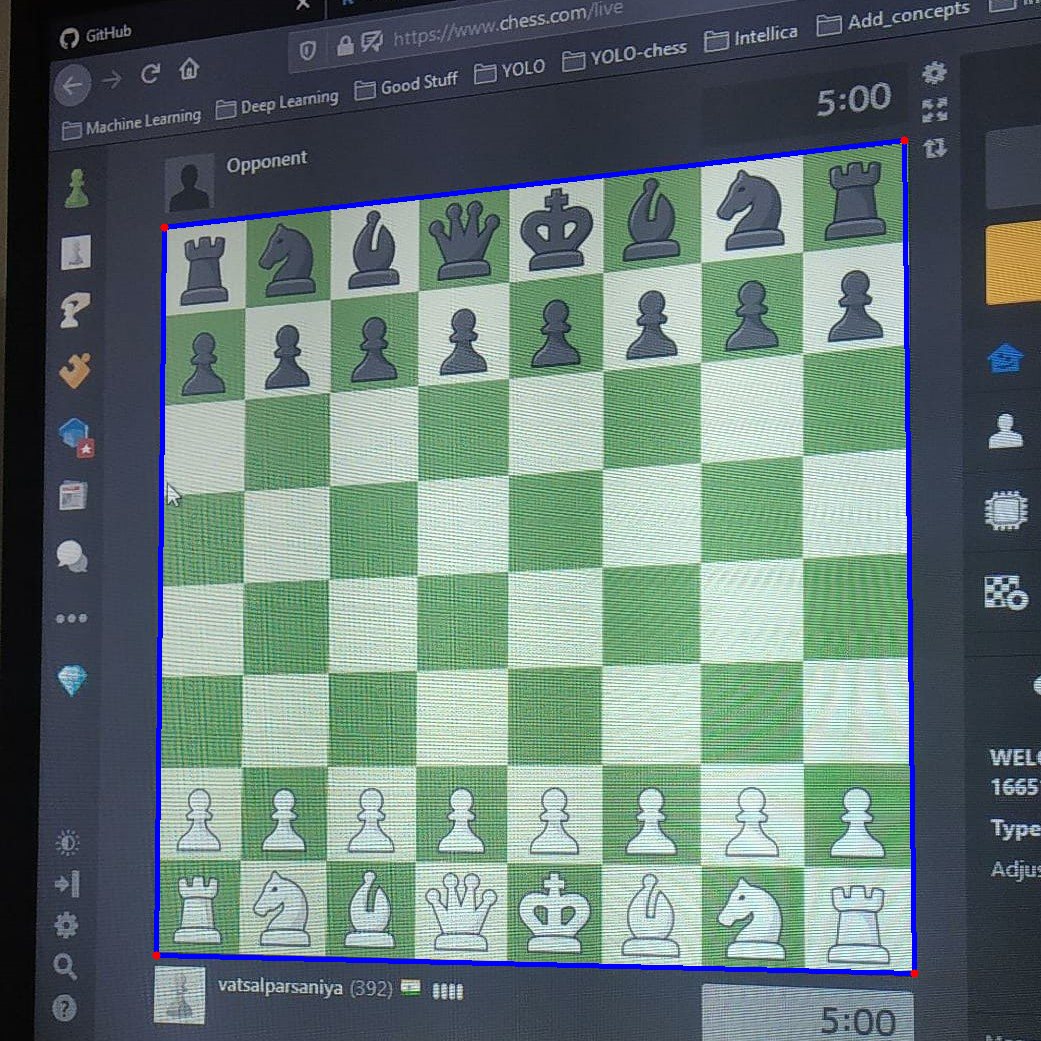 GitHub
https://www.chess.com/live
Machine Learning
Deep Learning
Good Stuff
YOLO
YOLO-chess
Intellica
Add_concepts
5:00
Opponent
WELC
1665
Type
Adjus
vatsalparsaniya (392)
5:00